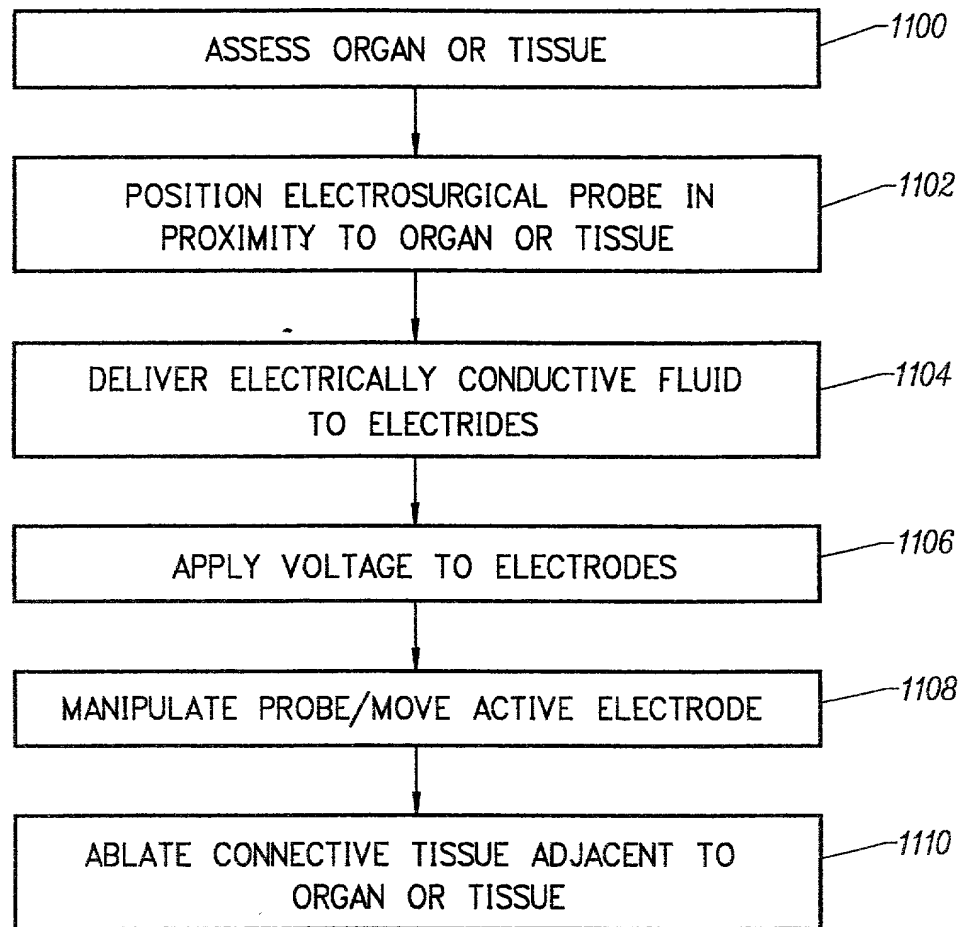 ASSESS ORGAN OR TISSUE
1100
POSITION ELECTROSURGICAL PROBE IN
PROXIMITY TO ORGAN OR TISSUE
1102
DELIVER ELECTRICALLY CONDUCTIVE FLUID
TO ELECTRIDES
1104
APPLY VOLTAGE TO ELECTRODES
1106
MANIPULATE PROBE/MOVE ACTIVE ELECTRODE
1108
ABLATE CONNECTIVE TISSUE ADJACENT TO
ORGAN OR TISSUE
1110